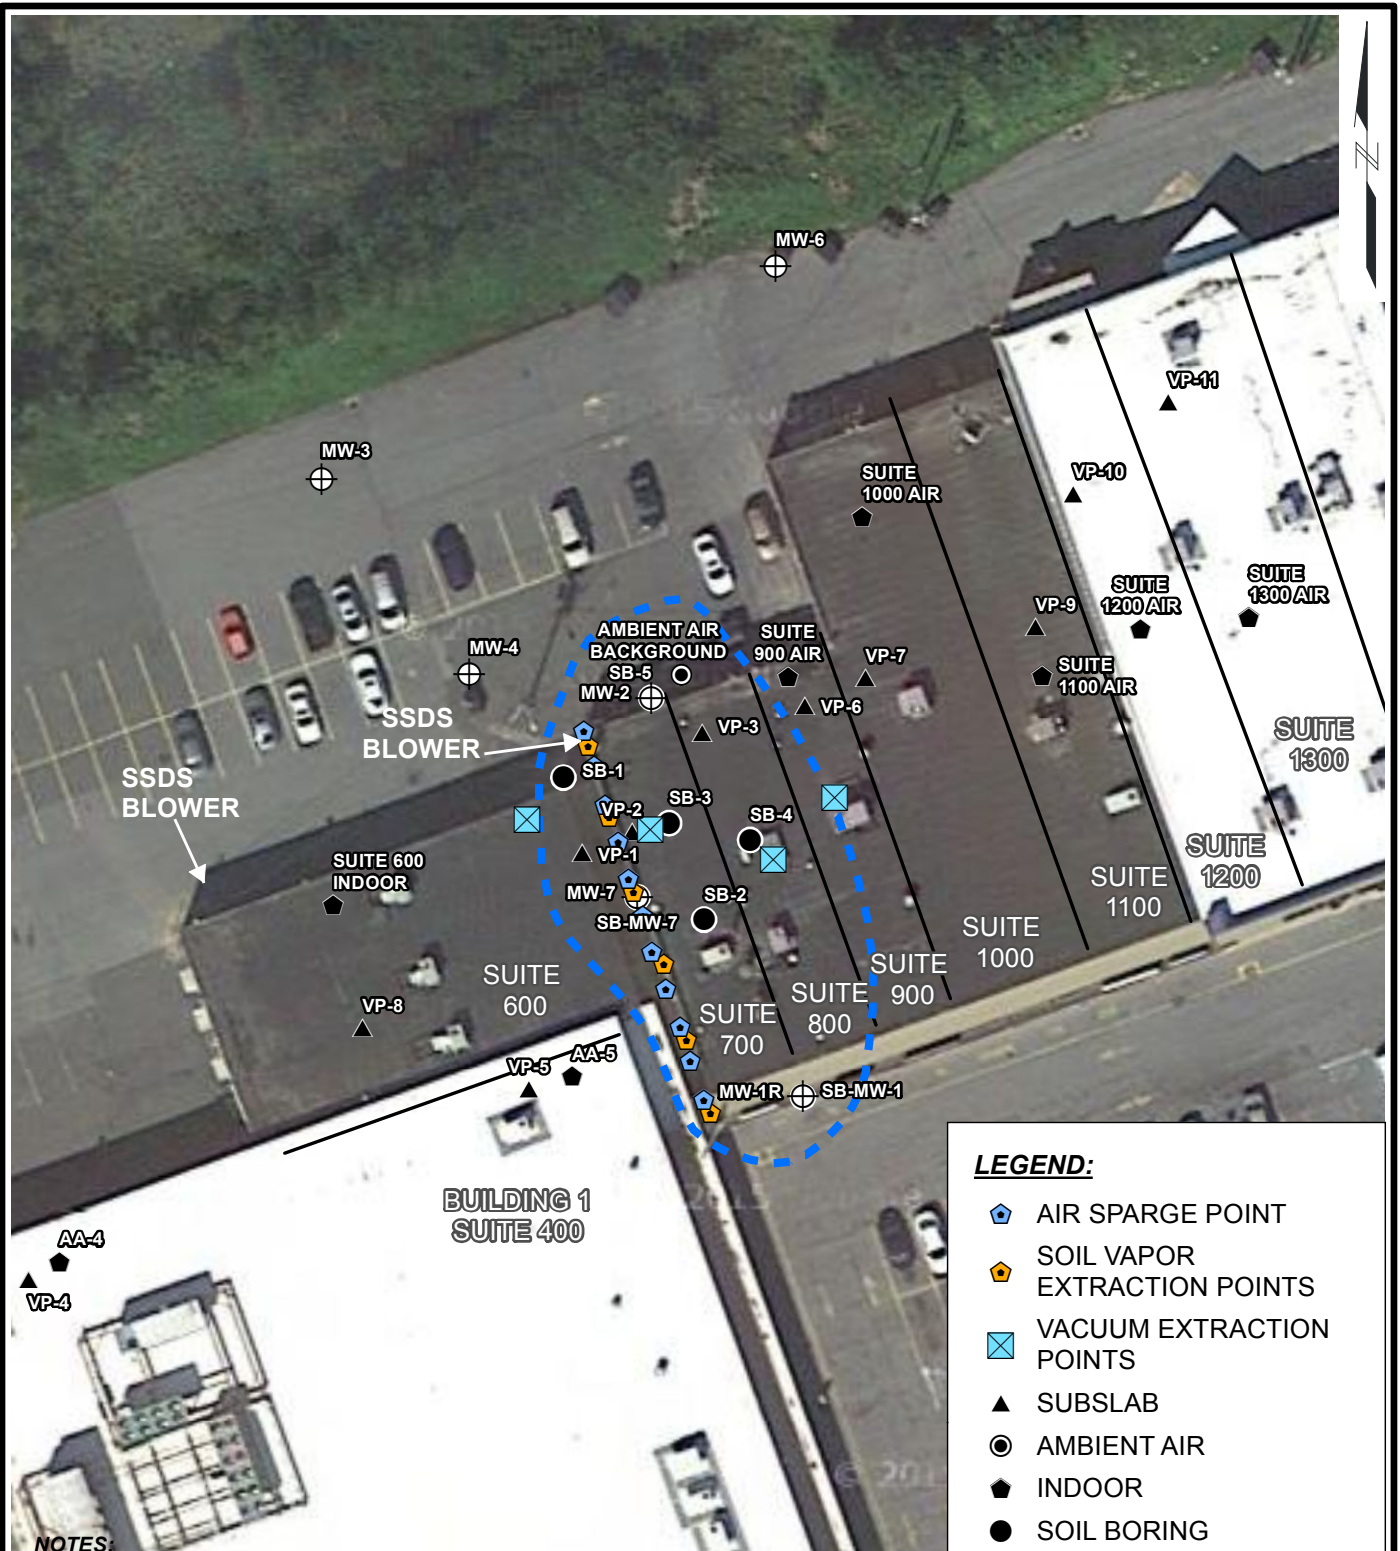 MW-6
VP-11
MW-3
VP-10
SUITE
1000 AIR
SUITE
1200 AIR
SUITE
1300 AIR
VP-9
AMBIENT AIR
BACKGROUND
SUITE
900 AIR
MW-4
SB-5
VP-7
SUITE
1100 AIR
MW-2
VP-6
SSDS
BLOWER
VP-3
SUITE
1300
SB-1
SSDS
BLOWER
SB-3
VP-2
SB-4
VP-1
SUITE 600
INDOOR
SUITE
1200
MW-7
SB-2
SUITE
1100
SB-MW-7
SUITE
1000
SUITE
600
SUITE
900
SUITE
800
VP-8
SUITE
700
VP-5
AA-5
MW-1R
SB-MW-1
BUILDING 1
SUITE 400
AA-4
VP-4
LEGEND:
AIR SPARGE POINT
SOIL VAPOR
EXTRACTION POINTS
VACUUM EXTRACTION
POINTS
SUBSLAB
AMBIENT AIR
INDOOR
SOIL BORING
NOTES: